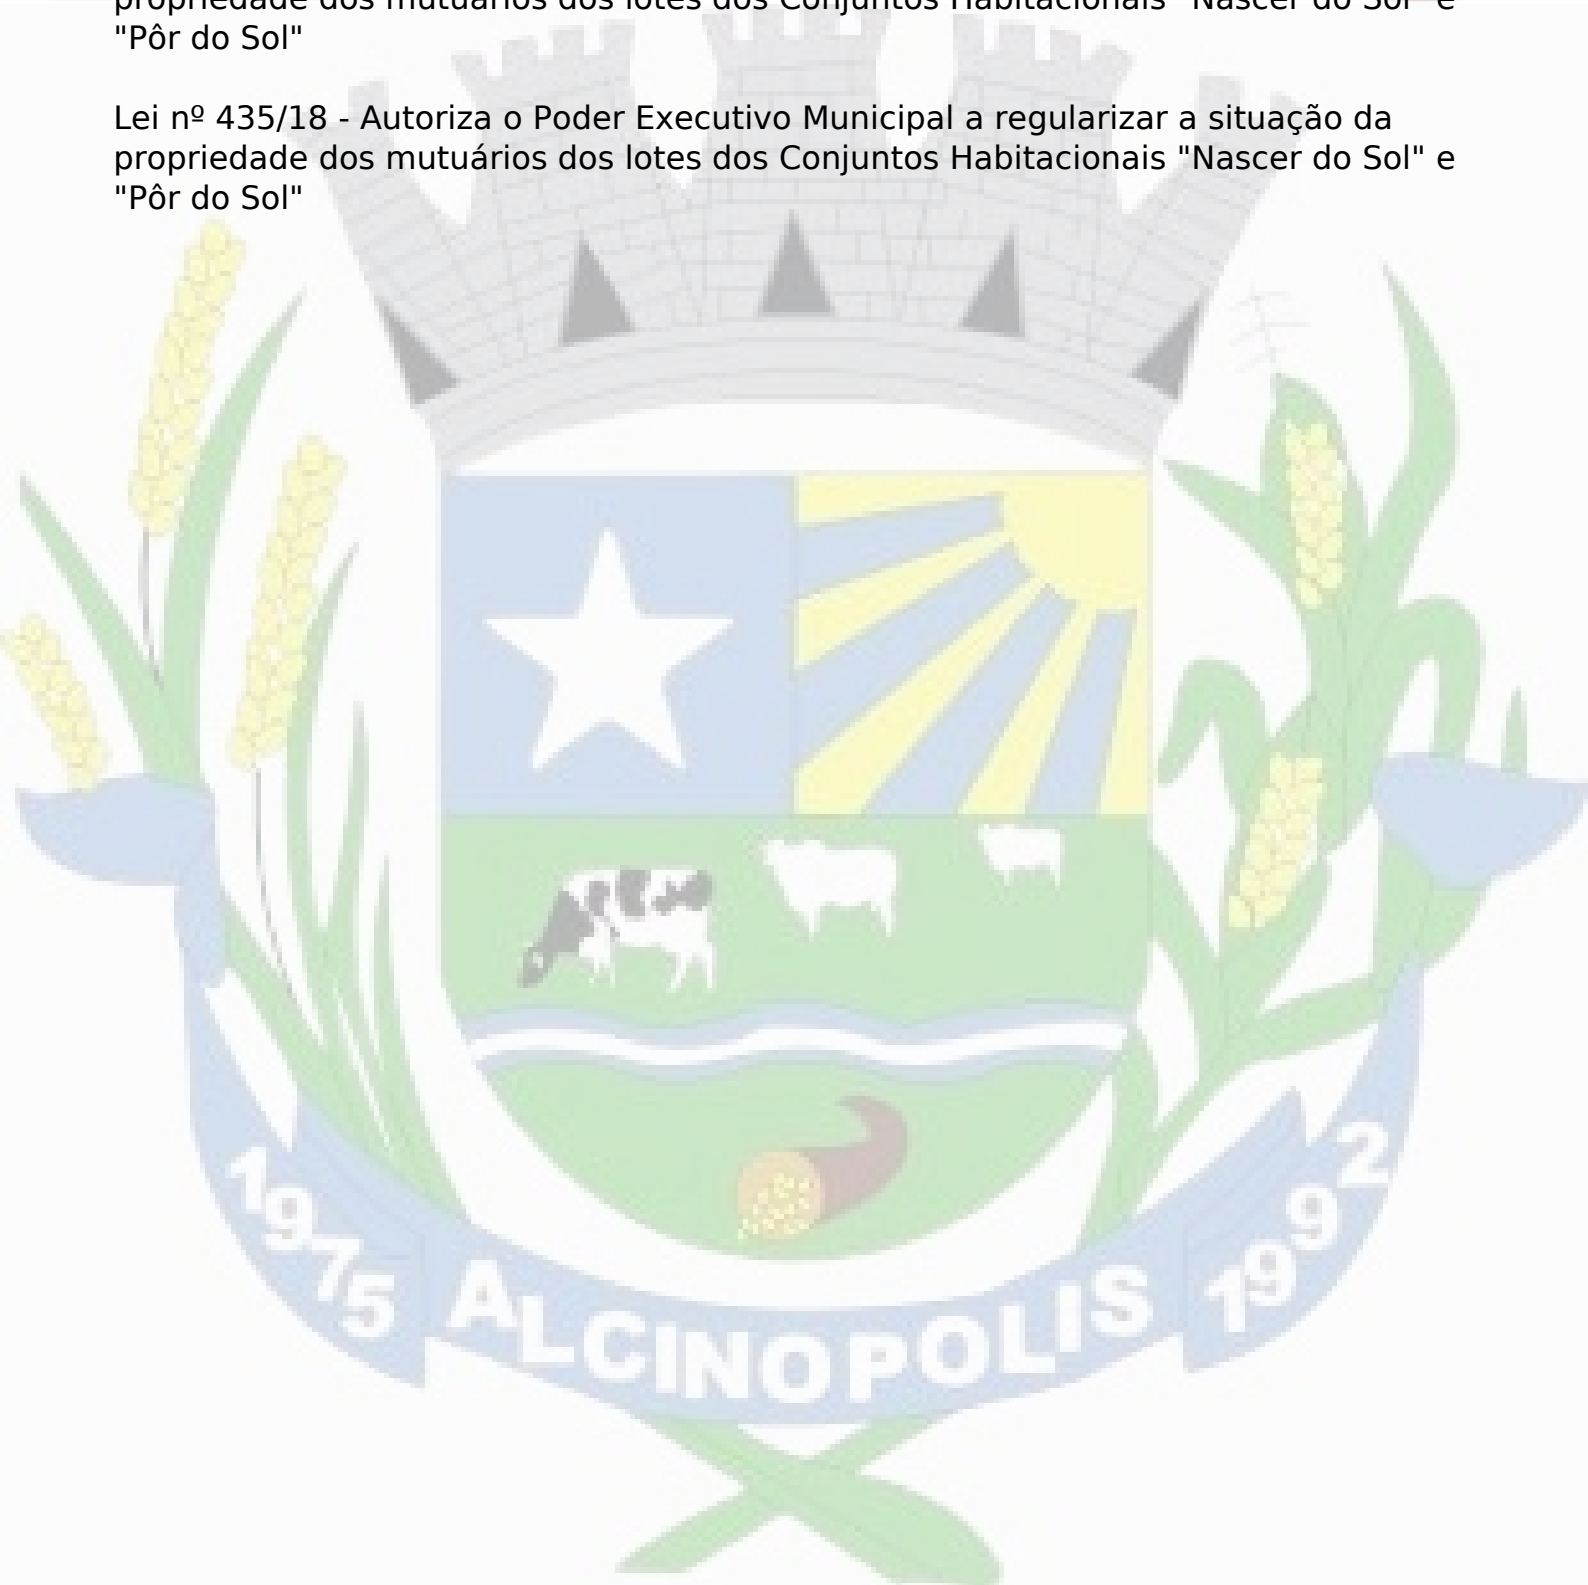 propriedade dos mutuários dos lotes dos Conjuntos Habitacionais "Nascer do Sol" e
"Pôr do Sol"
Lei nº 435/18 - Autoriza o Poder Executivo Municipal a regularizar a situação da
propriedade dos mutuários dos lotes dos Conjuntos Habitacionais "Nascer do Sol" e
"Pôr do Sol"
1975 ALCINOPOLIS 1992